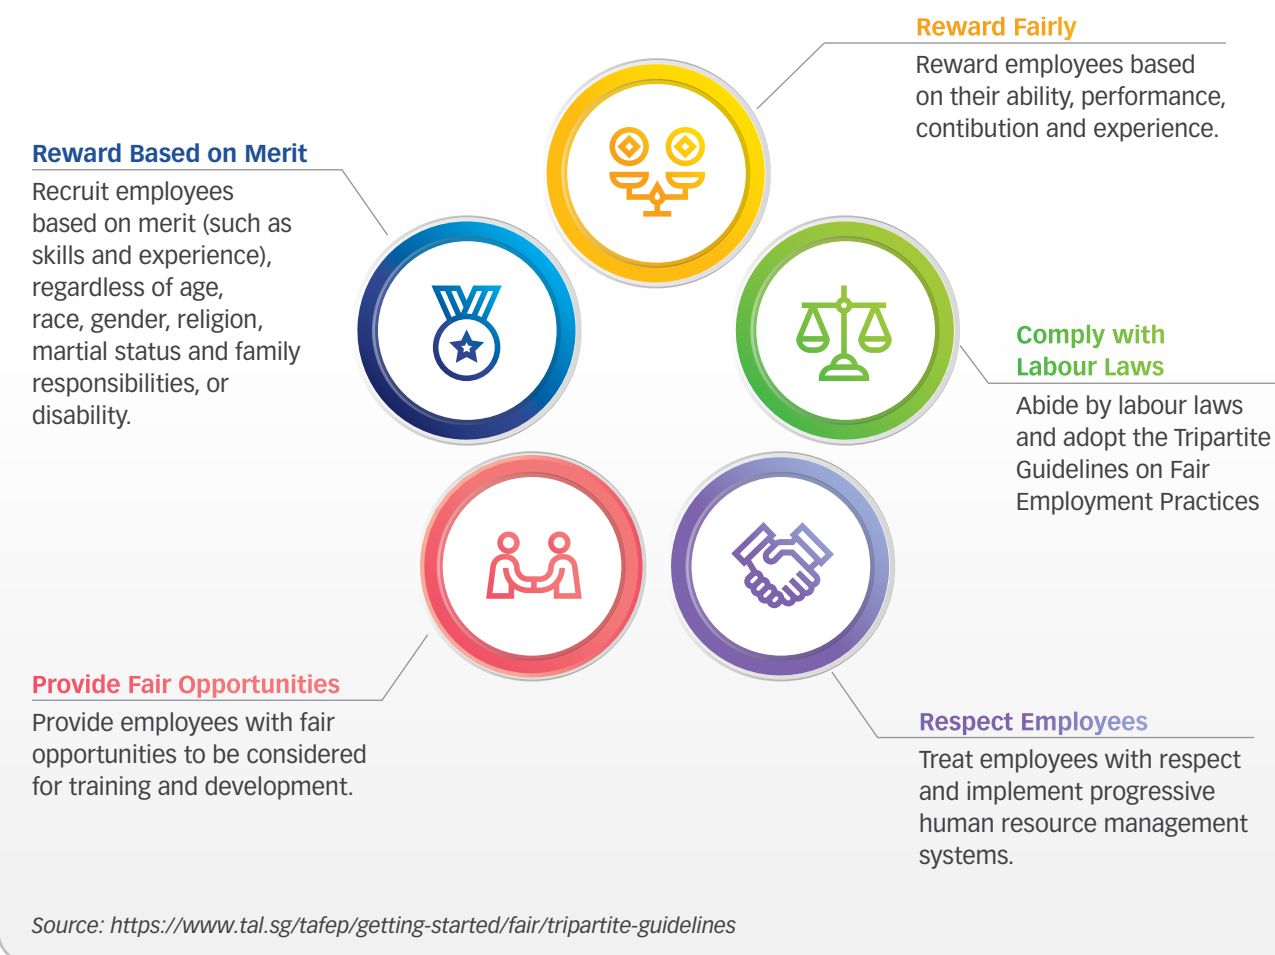 Reward Fairly
Reward employees based
on their ability, performance,
contibution and experience.
Reward Based on Merit
Recruit employees
based on merit (such as
skills and experience),
regardless of age,
race, gender, religion,
martial status and family
responsibilities, or
disability.
Comply with
Labour Laws
Abide by labour laws
and adopt the Tripartite
Guidelines on Fair
Employment Practices
Provide Fair Opportunities
Provide employees with fair
opportunities to be considered
for training and development.
Respect Employees
Treat employees with respect
and implement progressive
human resource management
systems.
Source: https://www.tal.sg/tafep/getting-started/fair/tripartite-guidelines